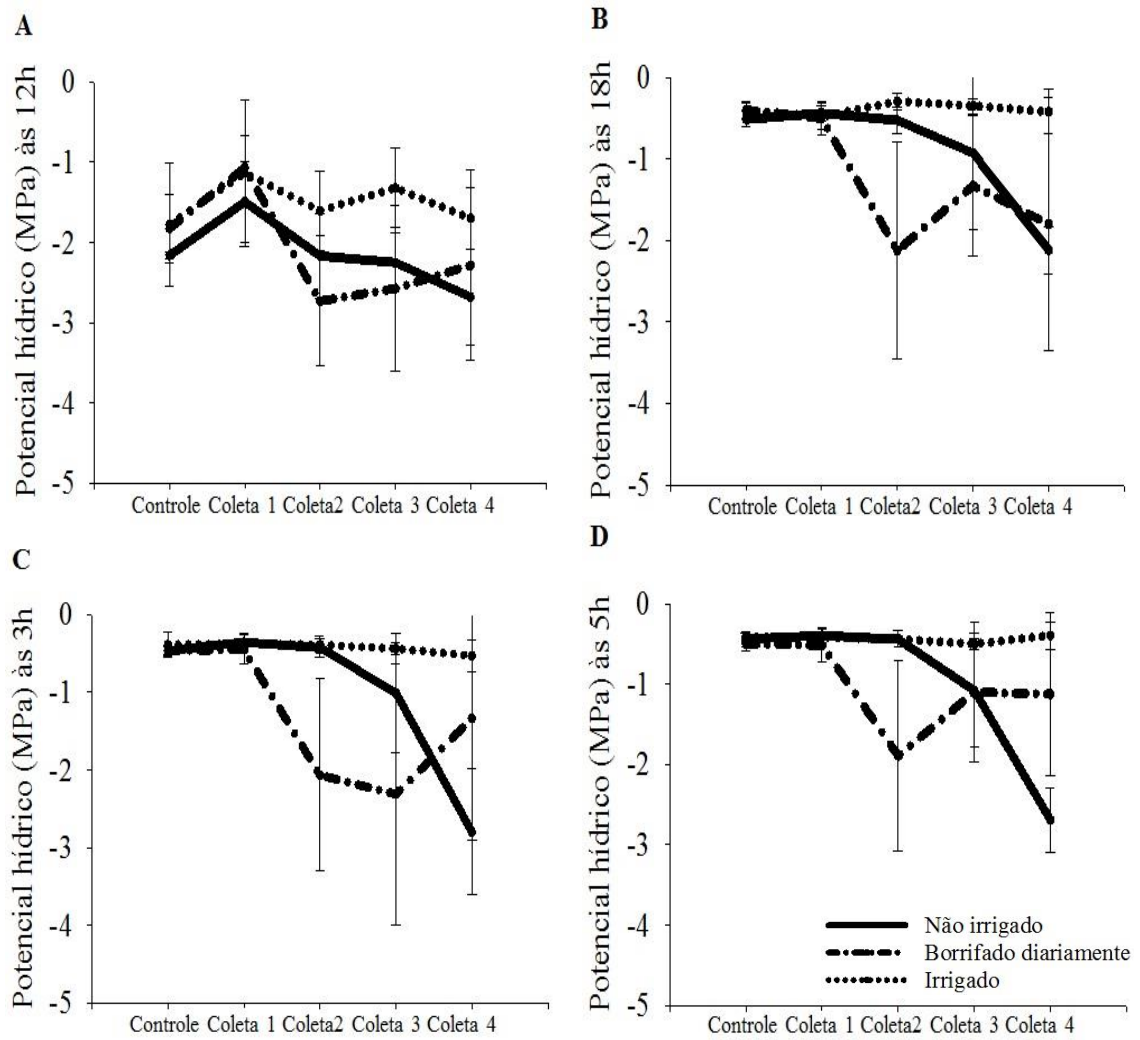 A
Potencial hídrico (MPa) às 12h
0
-1
-2
-3
-4
-5
Controle Coleta 1 Coleta2 Coleta 3 Coleta 4
B
Potencial hídrico (MPa) às 18h
0
-1
-2
-3
-4
-5
Controle Coleta 1 Coleta2 Coleta 3 Coleta 4
C
Potencial hídrico (MPa) às 3h
0
-1
-2
-3
-4
-5
Controle Coleta 1 Coleta2 Coleta 3 Coleta 4
D
Potencial hídrico (MPa) às 5h
0
-1
-2
-3
-4
-5
Não irrigado
Borrifado diariamente
Irrigado
Controle Coleta 1 Coleta2 Coleta 3 Coleta 4